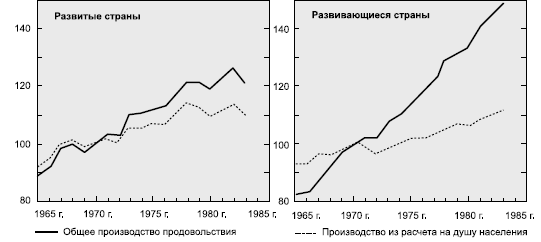 Развитые страны
Развивающиеся страны
140
120
100
80
140
120
100
80
1965 г, 1970 г, 1975 г, 1980 г, 1985 г,
1965 г, 1970 г, 1975 г, 1980 г, 1985 г,
Общее производство продовольствия
Производство из расчета на душу населения